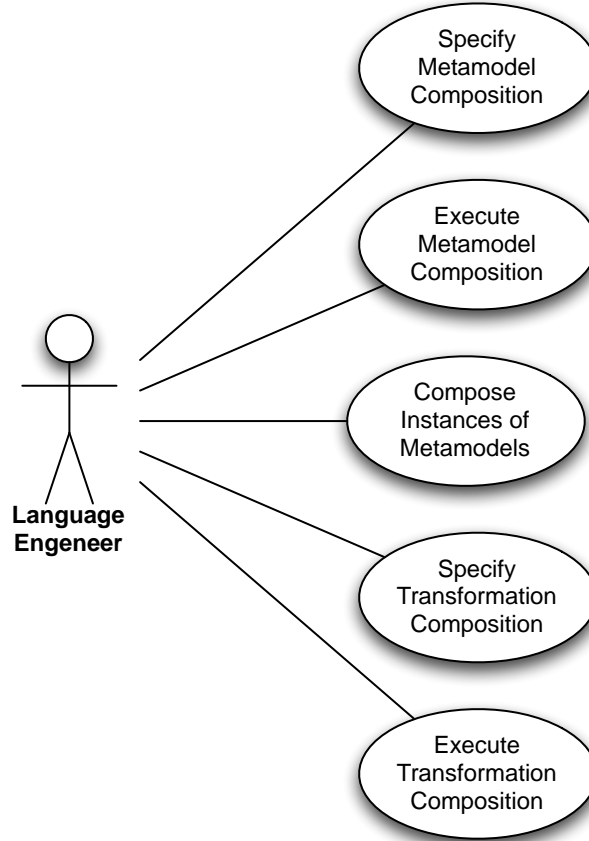 Specify
Metamodel
Composition
Execute
Metamodel
Composition
Compose
Instances of
Metamodels
Language
Engeneer
Specify
Transformation
Composition
Execute
Transformation
Composition